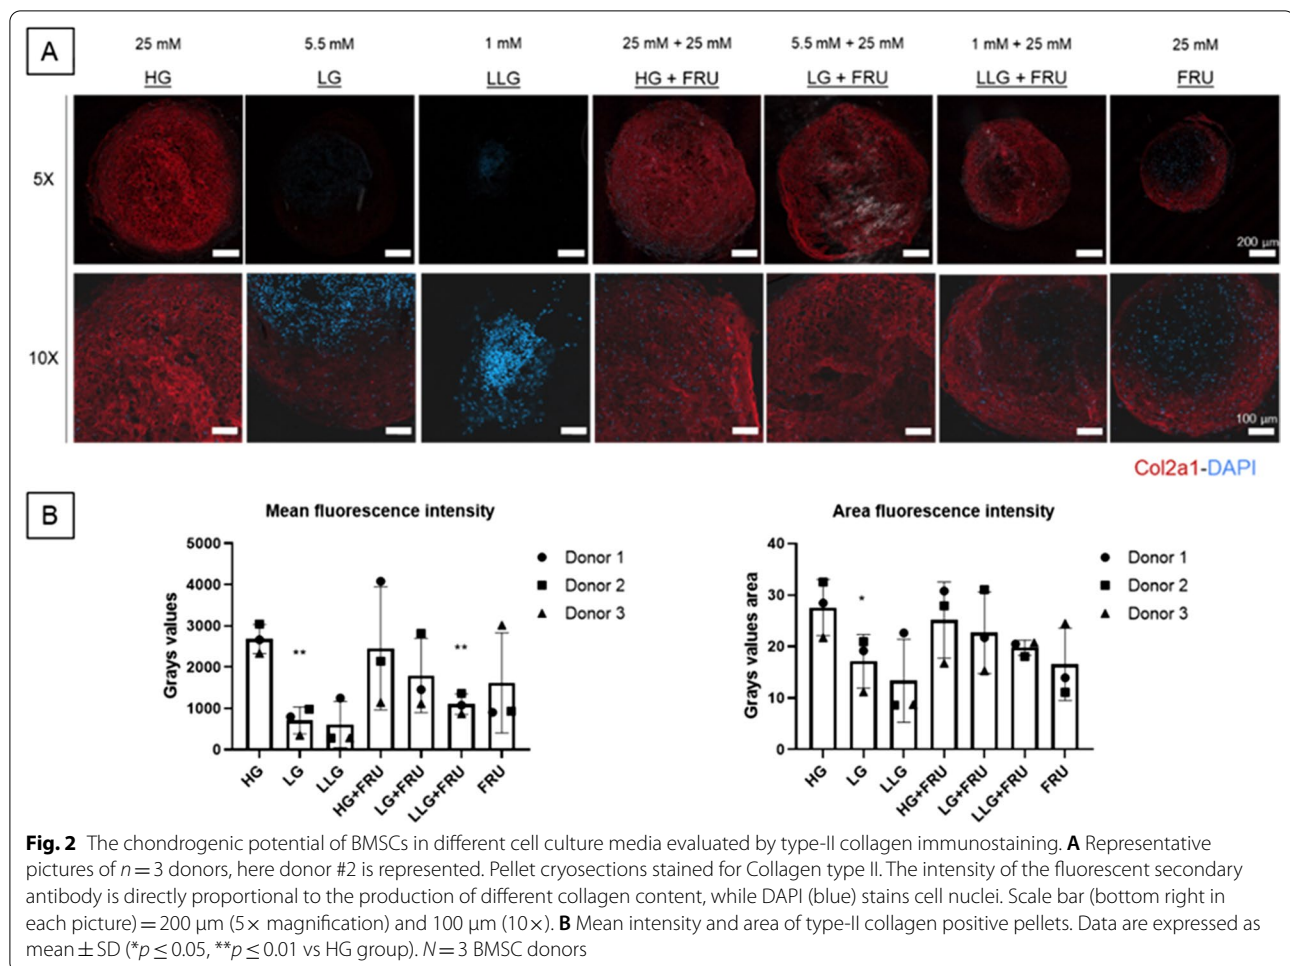 A
25 mM 5.5 mM 1 mM 25 mM + 25 mM 5.5 mM + 25 mM 1 mM + 25 mM 25 mM
HG LG LLG HG + FRU LG + FRU LLG + FRU FRU
5X
200 µm
10X
100 µm
Col2a1-DAPI
B
Mean fluorescence intensity
Grays values
5000
4000
3000
2000
1000
0
**
**
HG LG LLG HG+FRU LG+FRU LLG+FRU FRU
Donor 1
Donor 2
Donor 3
Area fluorescence intensity
Grays values area
40
30
20
10
0
*
HG LG LLG HG+FRU LG+FRU LLG+FRU FRU
Donor 1
Donor 2
Donor 3
Fig. 2 The chondrogenic potential of BMSCs in different cell culture media evaluated by type-II collagen immunostaining. A Representative
pictures of n = 3 donors, here donor #2 is represented. Pellet cryosections stained for Collagen type II. The intensity of the fluorescent secondary
antibody is directly proportional to the production of different collagen content, while DAPI (blue) stains cell nuclei. Scale bar (bottom right in
each picture) = 200 µm (5× magnification) and 100 µm (10×). B Mean intensity and area of type-II collagen positive pellets. Data are expressed as
mean ± SD (*p ≤ 0.05, **p ≤ 0.01 vs HG group). N = 3 BMSC donors